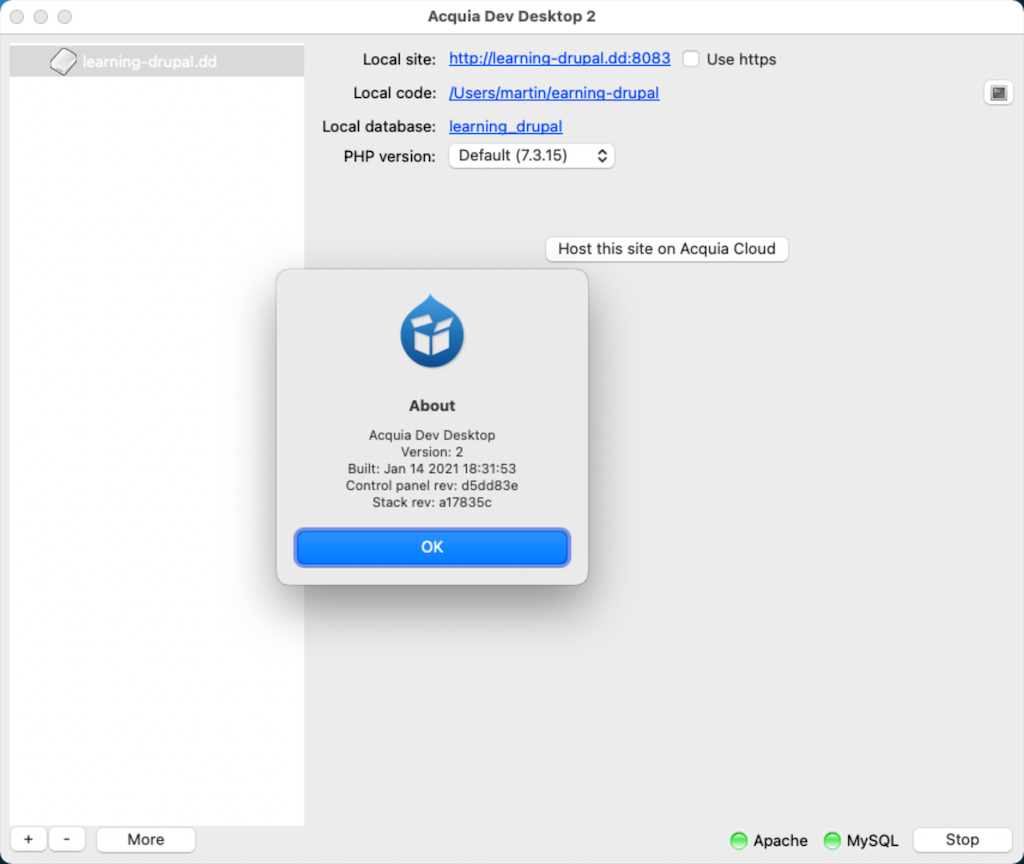 Acquia Dev Desktop 2
learning-drupal.dd
Local site: http://learning-drupal.dd:8083 Use https
Local code: /Users/martin/earning-drupal
Local database: learning_drupal
PHP version: Default (7.3.15)
Host this site on Acquia Cloud
About
Acquia Dev Desktop
Version: 2
Built: Jan 14 2021 18:31:53
Control panel rev: d5dd83e
Stack rev: a17835c
OK
+ - More Apache MySQL Stop